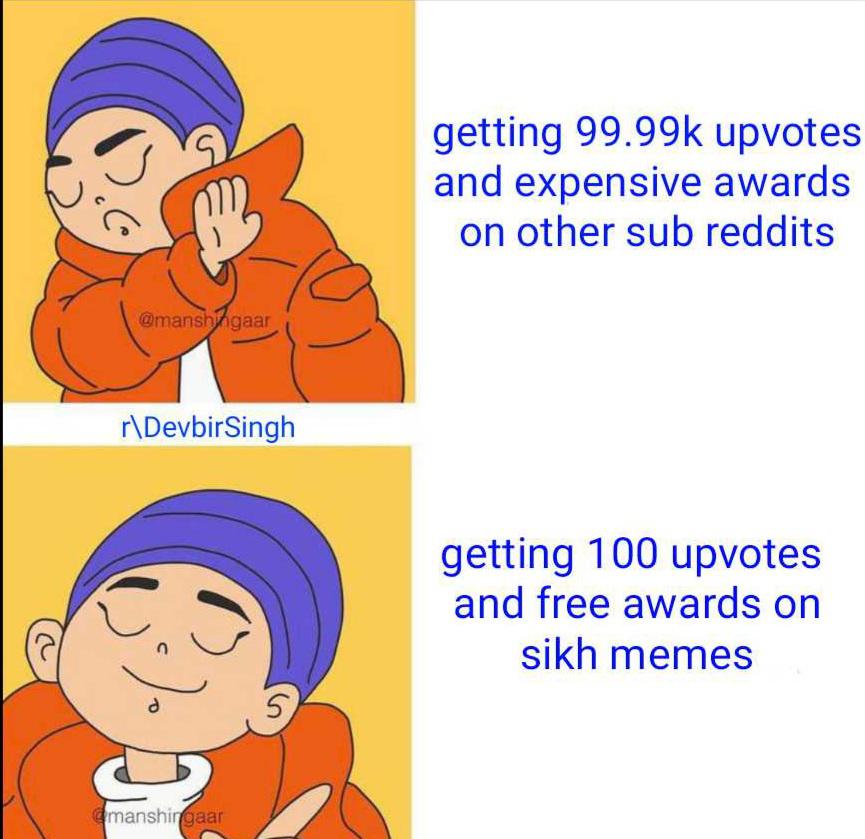 getting 99.99k upvotes
and expensive awards
on other sub reddits
@manshingaar
r\DevbirSingh
getting 100 upvotes
and free awards on
sikh memes
@manshingaar